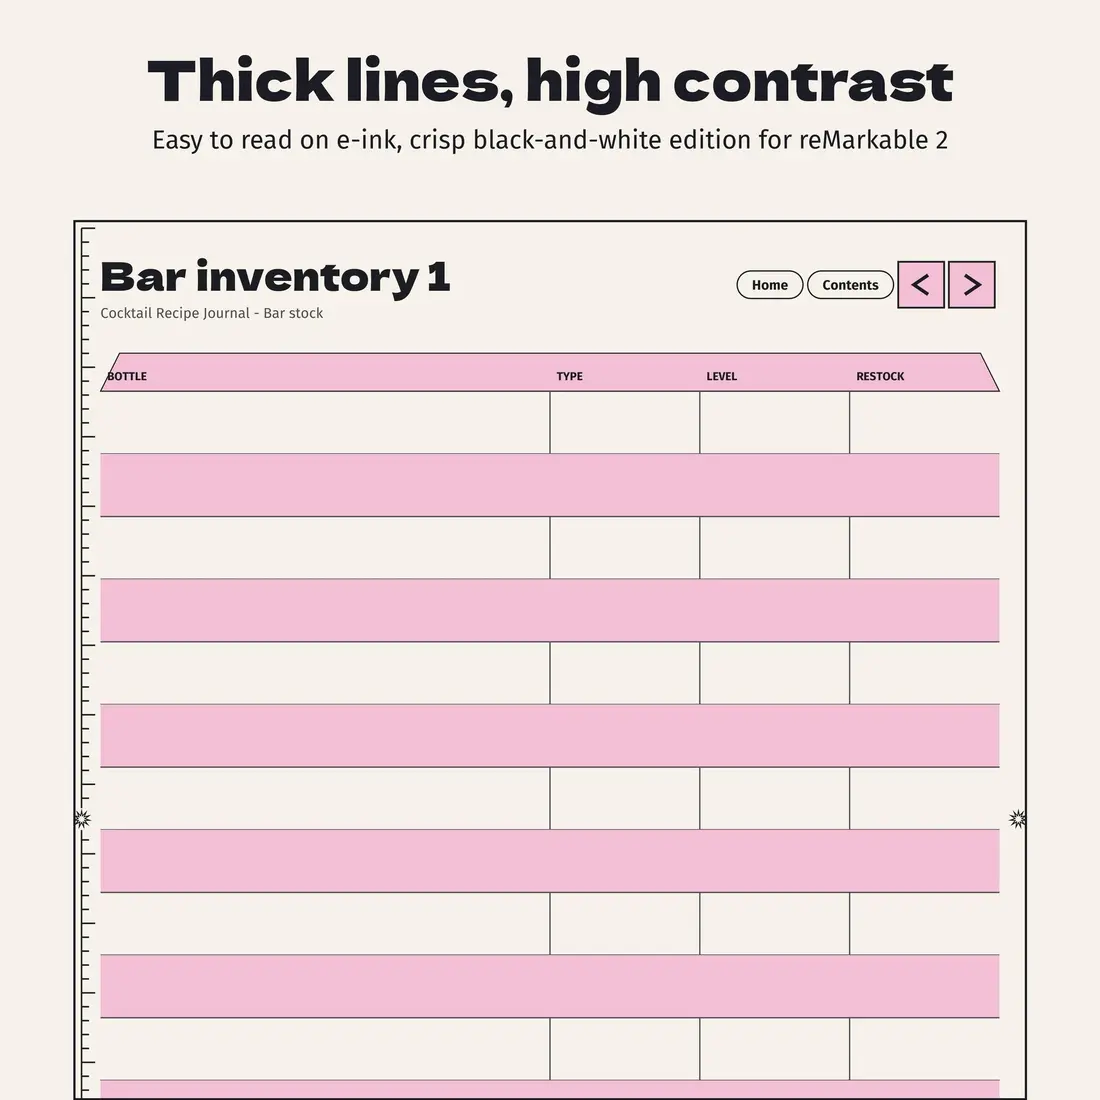 Thick lines, high contrast
Easy to read on e-ink, crisp black-and-white edition for reMarkable 2
Bar inventory 1
Home
Contents
<
>
Cocktail Recipe Journal - Bar stock
BOTTLE
TYPE
LEVEL
RESTOCK